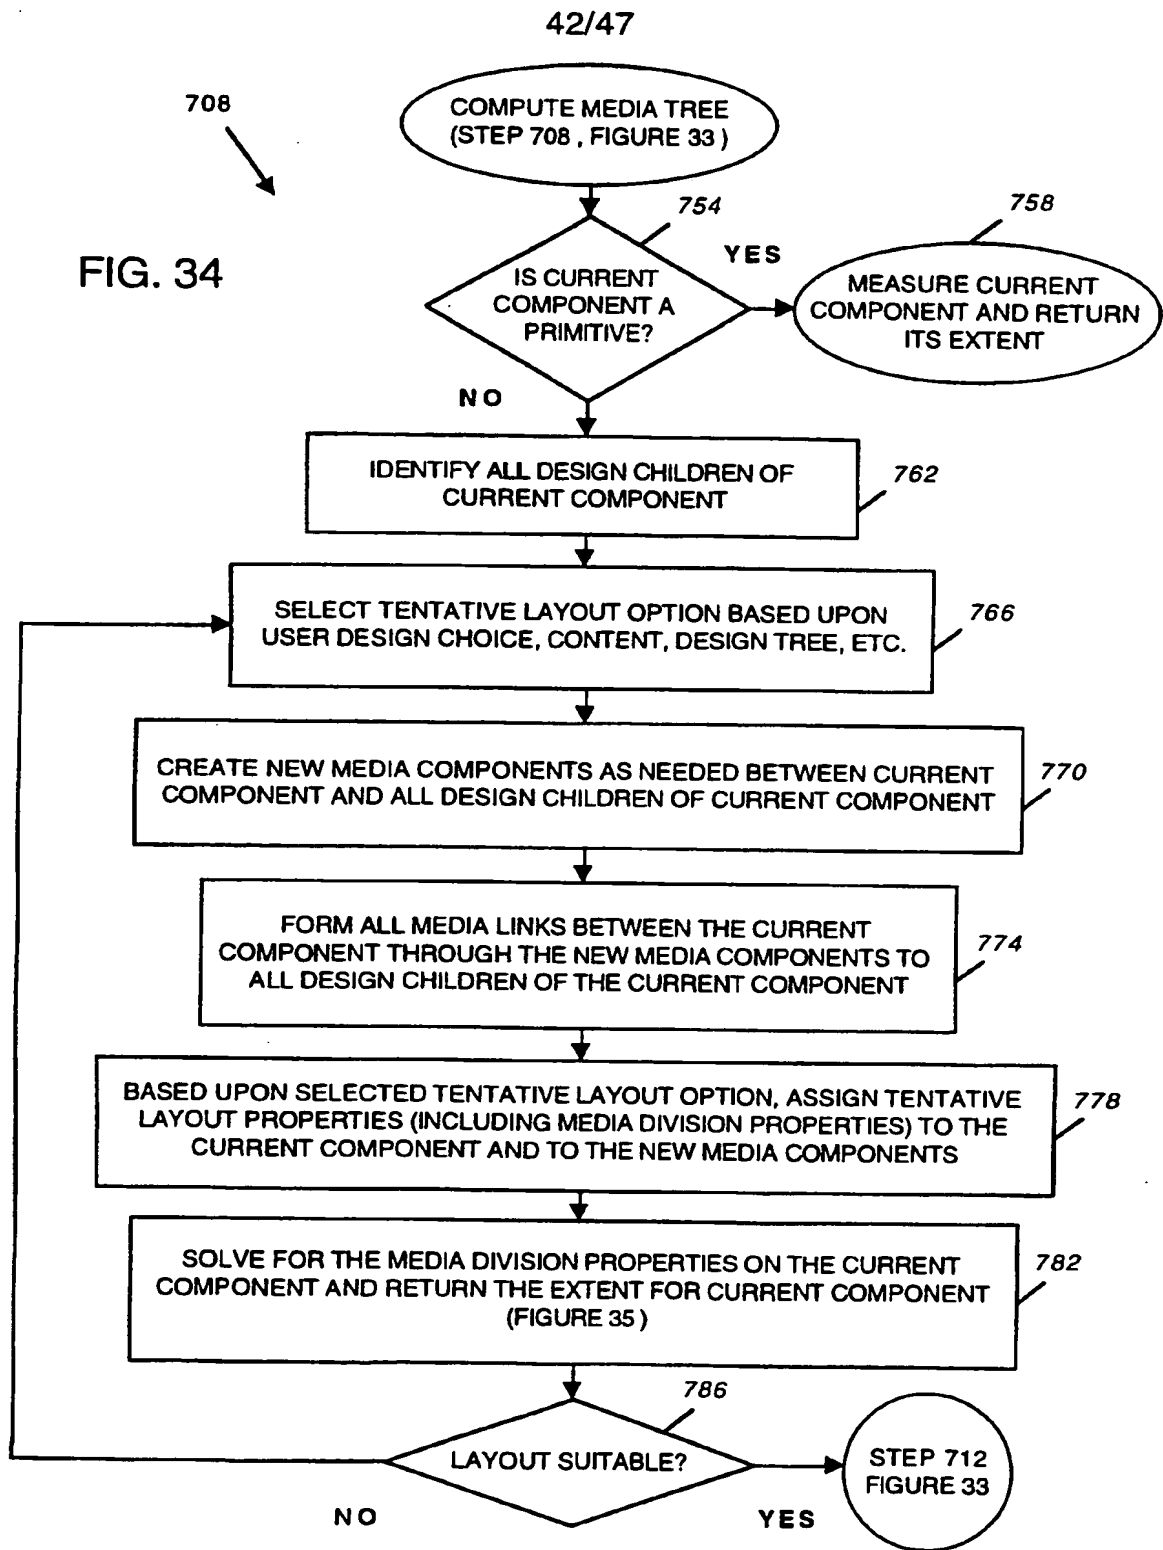 42/47
708
COMPUTE MEDIA TREE
(STEP 708, FIGURE 33)
FIG. 34
754
IS CURRENT
COMPONENT A
PRIMITIVE?
YES
758
MEASURE CURRENT
COMPONENT AND RETURN
ITS EXTENT
NO
IDENTIFY ALL DESIGN CHILDREN OF
CURRENT COMPONENT
762
SELECT TENTATIVE LAYOUT OPTION BASED UPON
USER DESIGN CHOICE, CONTENT, DESIGN TREE, ETC.
766
CREATE NEW MEDIA COMPONENTS AS NEEDED BETWEEN CURRENT
COMPONENT AND ALL DESIGN CHILDREN OF CURRENT COMPONENT
770
FORM ALL MEDIA LINKS BETWEEN THE CURRENT
COMPONENT THROUGH THE NEW MEDIA COMPONENTS TO
ALL DESIGN CHILDREN OF THE CURRENT COMPONENT
774
BASED UPON SELECTED TENTATIVE LAYOUT OPTION, ASSIGN TENTATIVE
LAYOUT PROPERTIES (INCLUDING MEDIA DIVISION PROPERTIES) TO THE
CURRENT COMPONENT AND TO THE NEW MEDIA COMPONENTS
778
SOLVE FOR THE MEDIA DIVISION PROPERTIES ON THE CURRENT
COMPONENT AND RETURN THE EXTENT FOR CURRENT COMPONENT
(FIGURE 35)
782
786
LAYOUT SUITABLE?
STEP 712
FIGURE 33
NO
YES